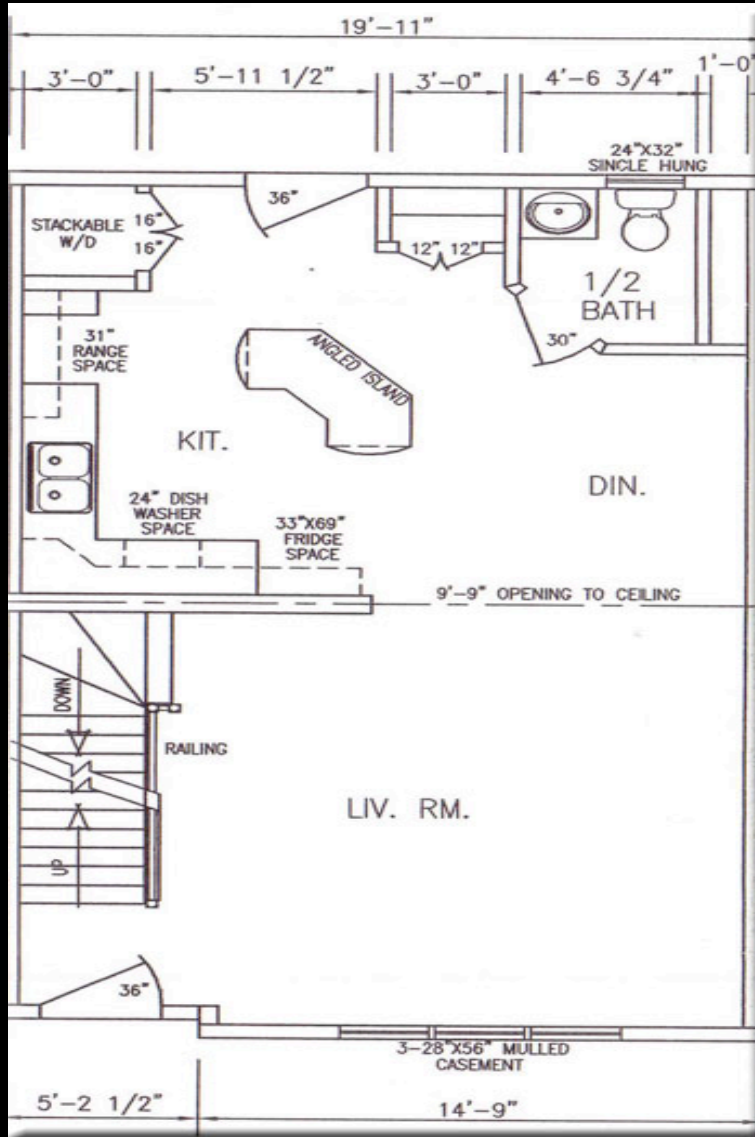 19'-11"
3'-0"
5'-11 1/2"
3'-0"
4'-6 3/4"
1'-0"
24"X32"
SINGLE HUNG
STACKABLE
W/D
16"
16"
36"
12" 12"
1/2
BATH
30"
31"
RANGE
SPACE
ANGLED ISLAND
KIT.
DIN.
24" DISH
WASHER
SPACE
33"X69"
FRIDGE
SPACE
9'-9" OPENING TO CEILING
DOWN
RAILING
LIV. RM.
UP
36"
3-28"X56" MULLED
CASEMENT
5'-2 1/2"
14'-9"